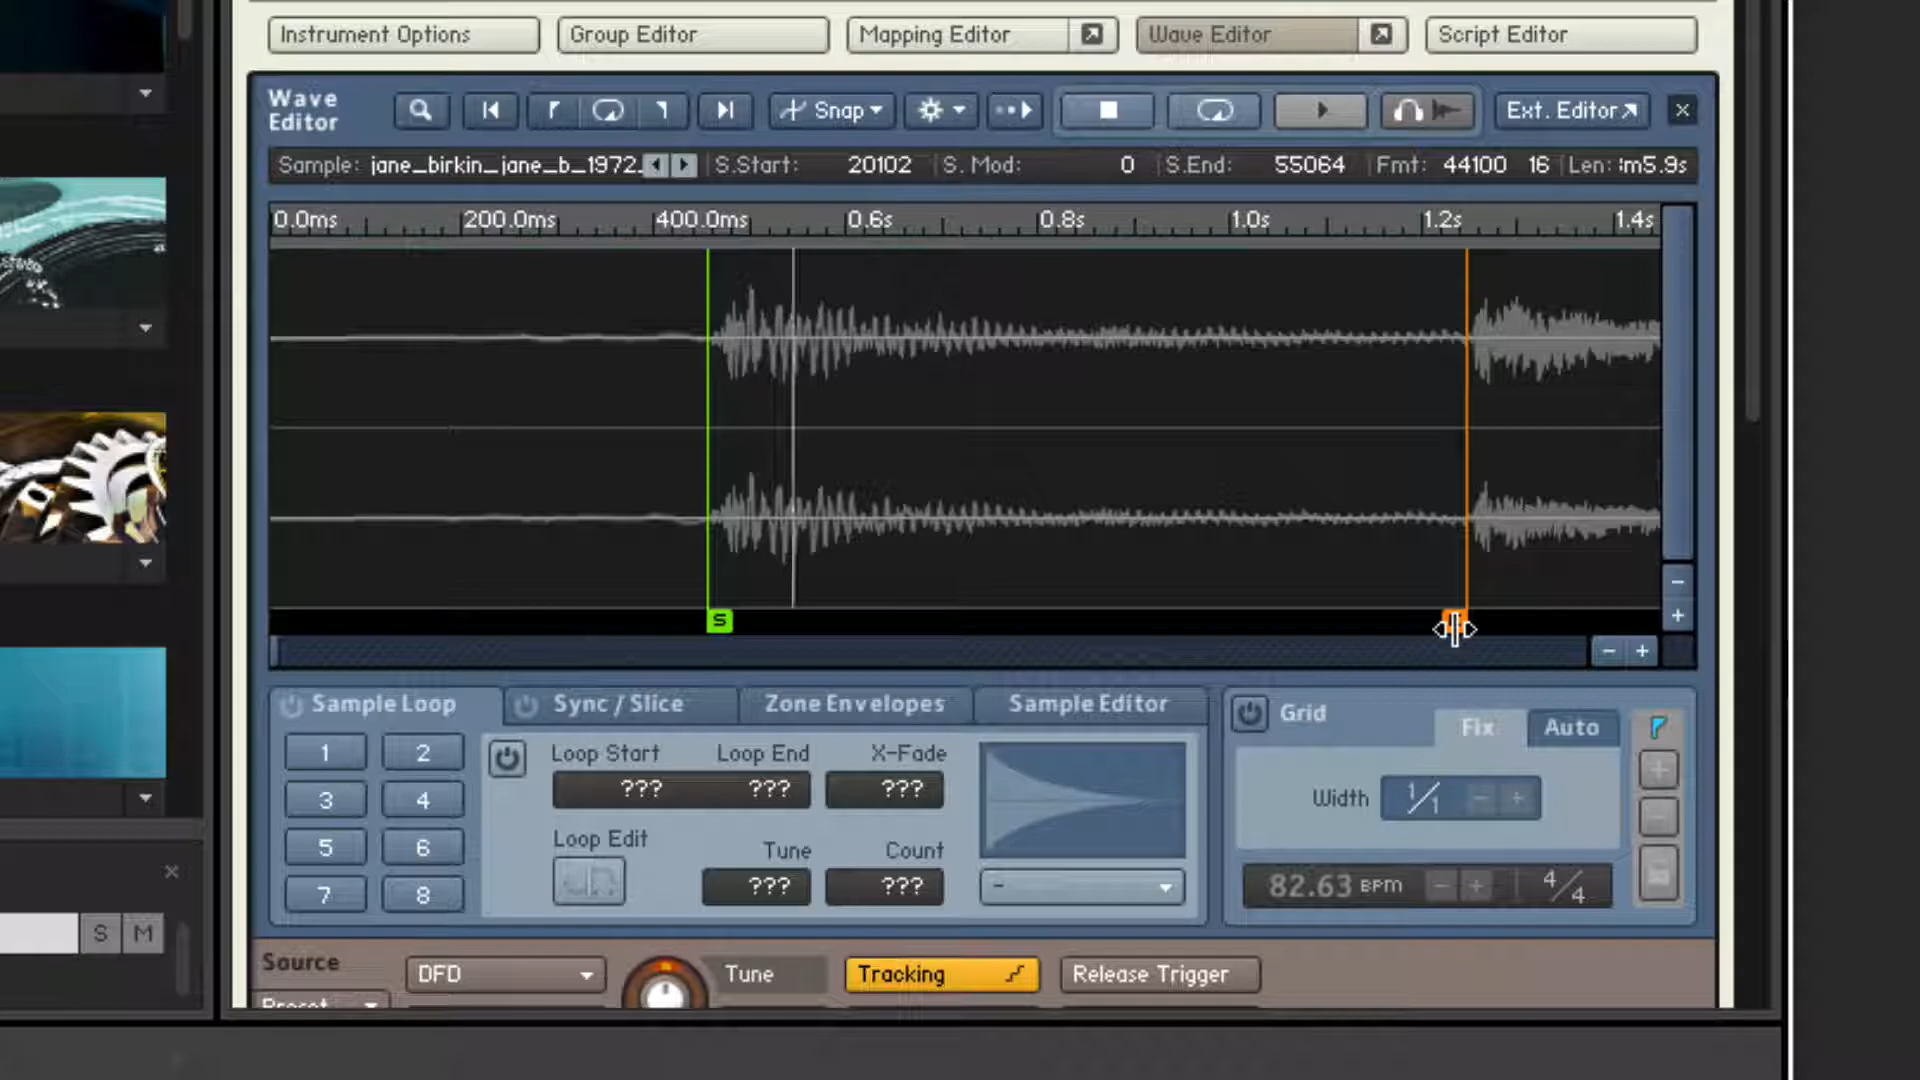 Instrument Options Group Editor Mapping Editor Wave Editor Script Editor
Wave Editor Snap Ext. Editor
Sample: jane_birkin_jane_b_1972. S.Start: 20102 S. Mod: 0 S.End: 55064 Fmt: 44100 16 Len: m5.9s
0.0ms 200.0ms 400.0ms 0.6s 0.8s 1.0s 1.2s 1.4s
S
Sample Loop Sync / Slice Zone Envelopes Sample Editor Grid Fix Auto
1 2 Loop Start Loop End X-Fade
3 4 ??? ??? ??? Width 1/1 - +
5 6 Loop Edit Tune Count
7 8 ??? ??? - 82.63 BPM - + 4/4
S M
Source DFD Tune Tracking Release Trigger
Preset